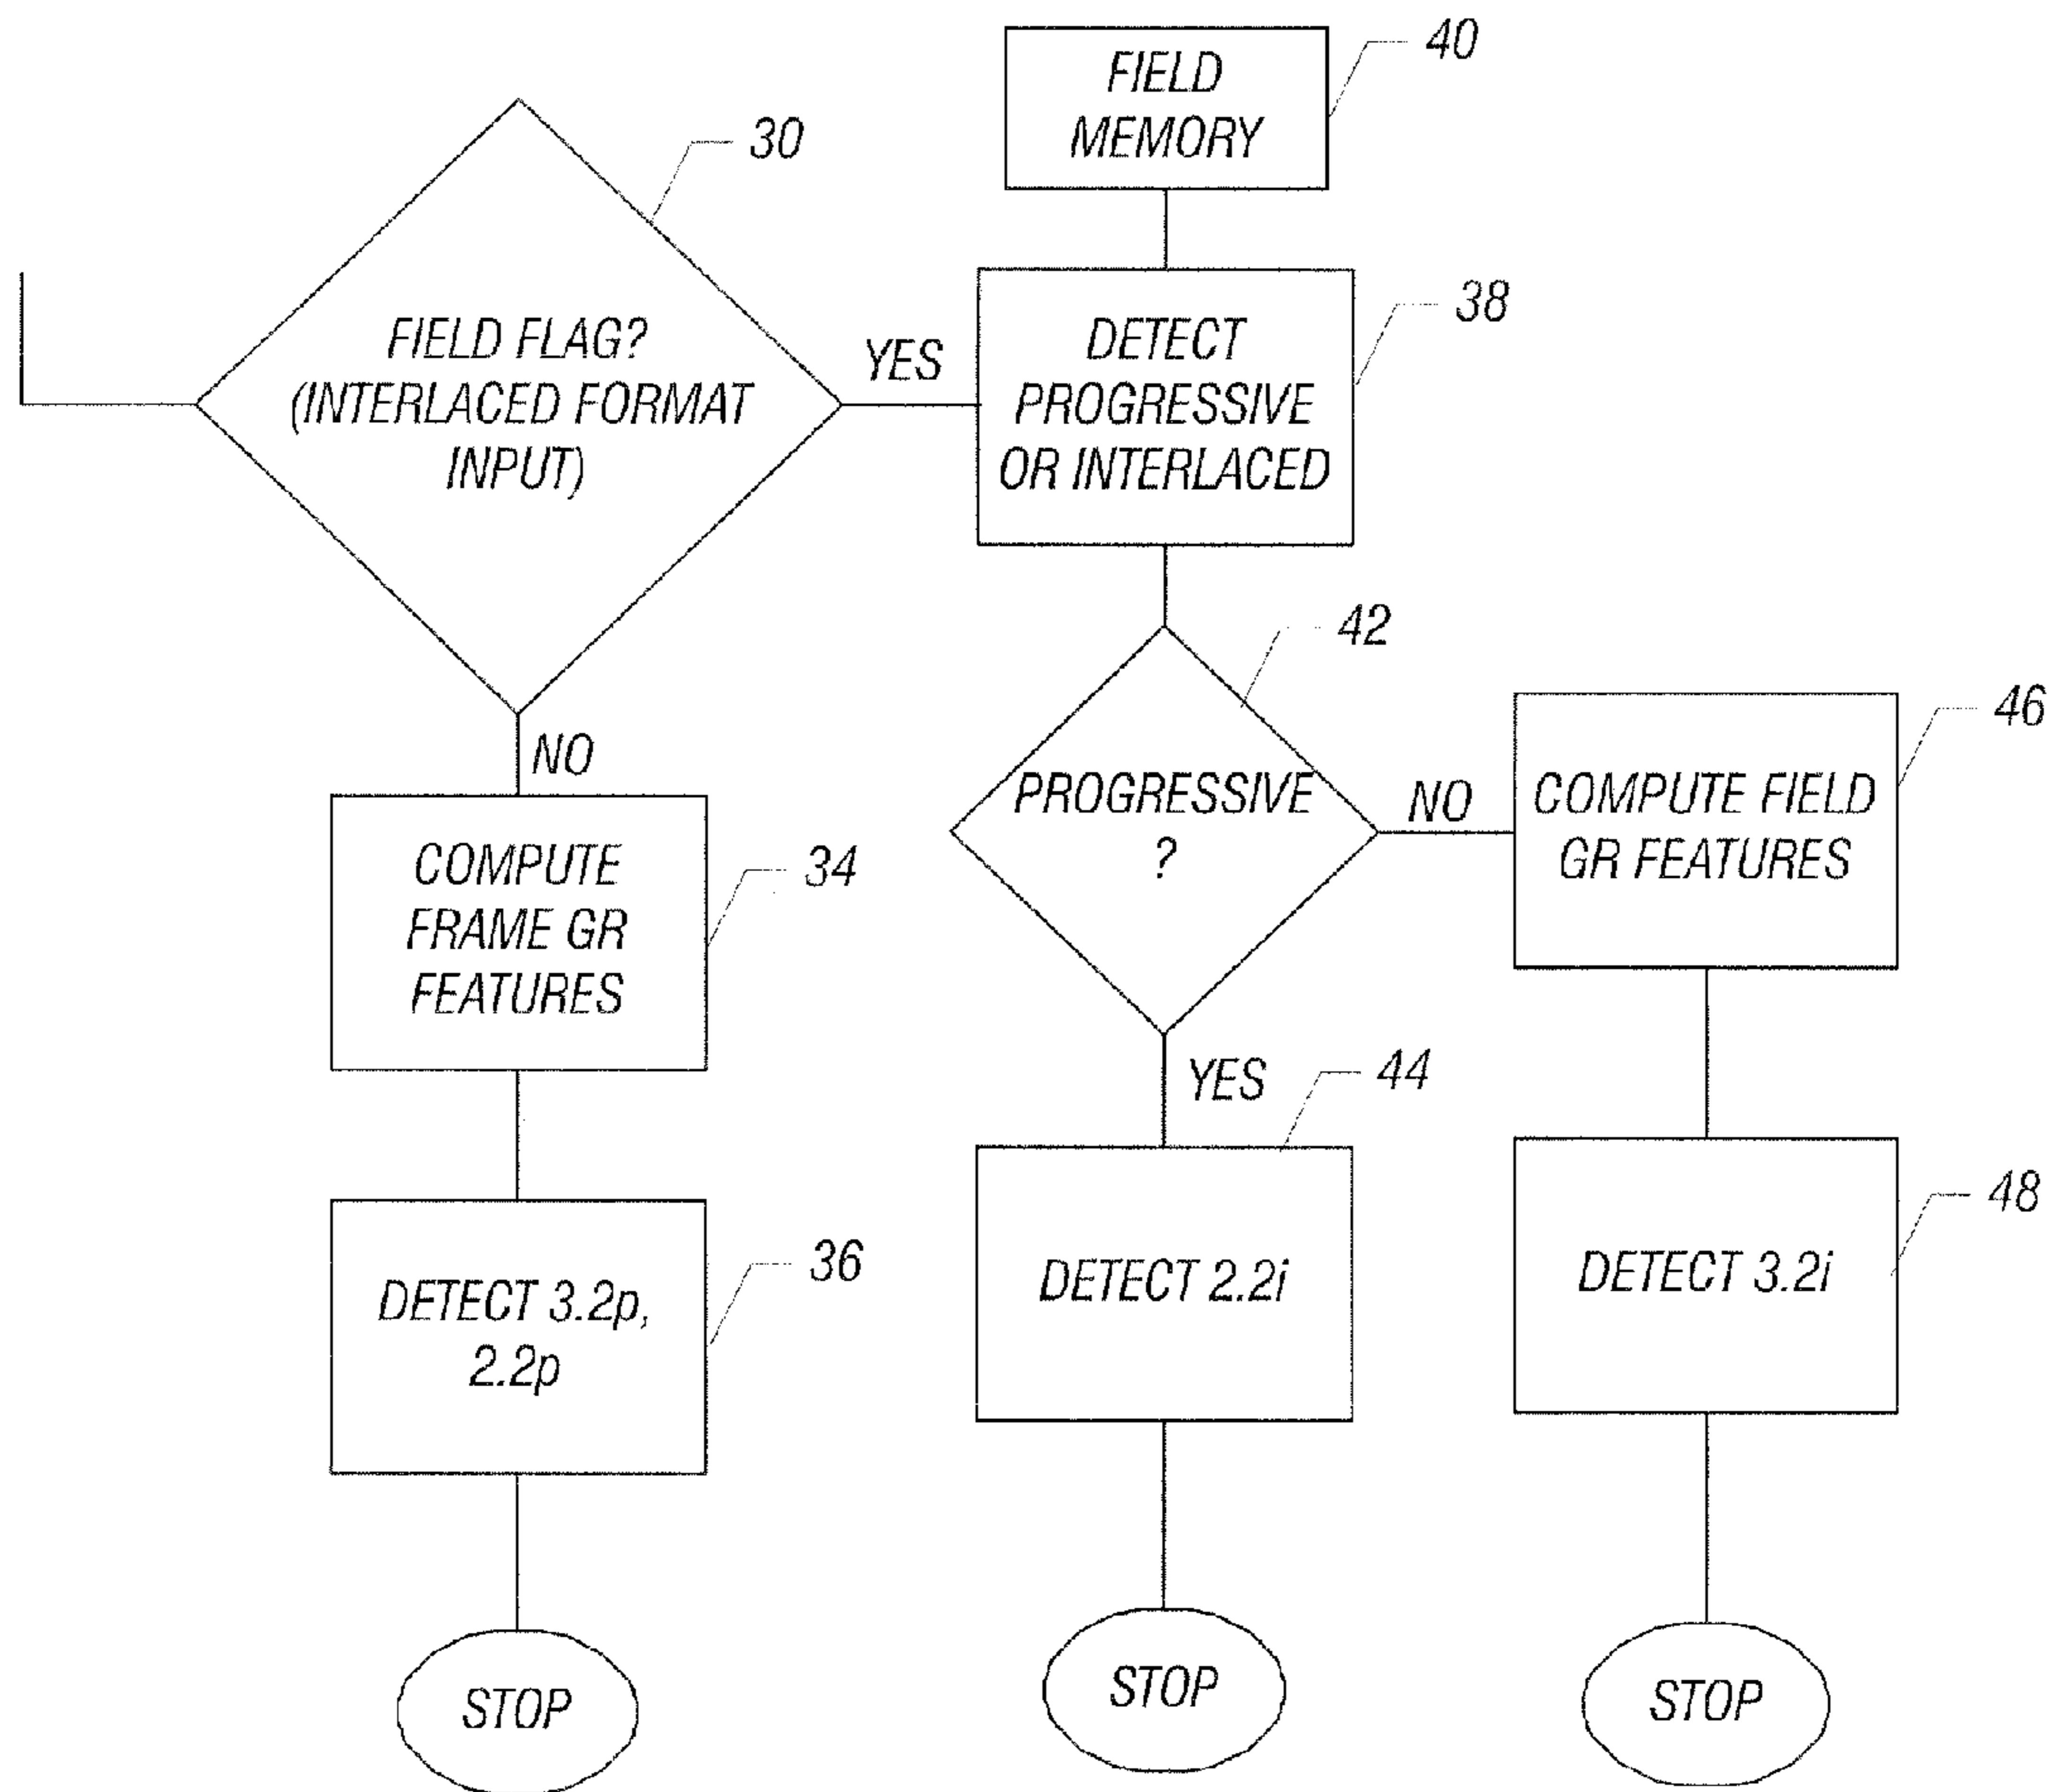 40
FIELD
MEMORY
30
38
FIELD FLAG?
(INTERLACED FORMAT
INPUT)
YES
DETECT
PROGRESSIVE
OR INTERLACED
42
46
NO
PROGRESSIVE
?
NO
COMPUTE FIELD
GR FEATURES
COMPUTE
FRAME GR
FEATURES
34
YES
44
48
36
DETECT 3.2p,
2.2p
DETECT 2.2i
DETECT 3.2i
STOP
STOP
STOP